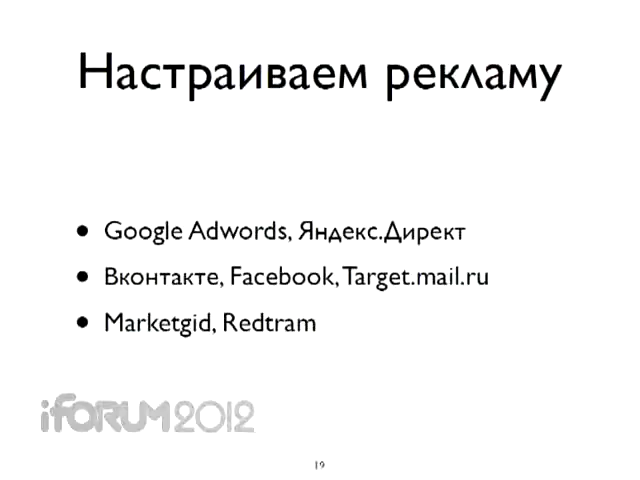 Настраиваем рекламу
• Google Adwords, Яндекс.Директ
• Вконтакте, Facebook, Target.mail.ru
• Marketgid, Redtram
iFORUM2012
19